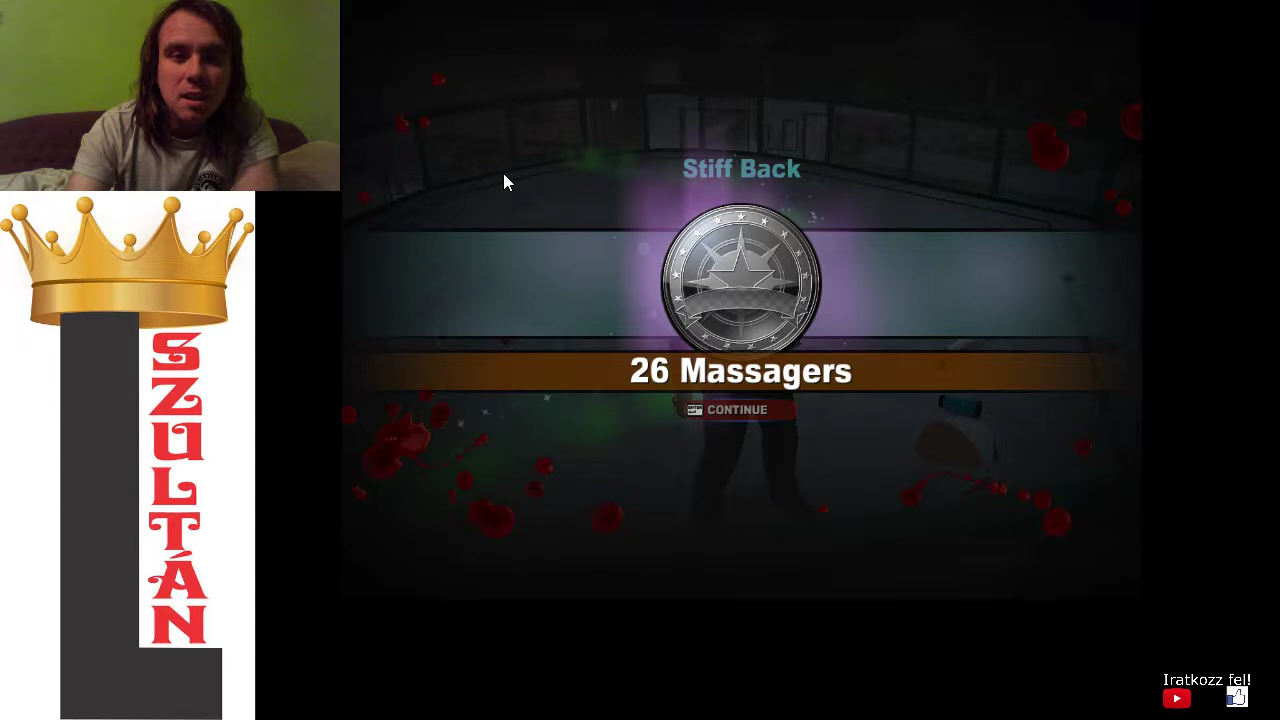 SZULTÁN
L
Stiff Back
26 Massagers
CONTINUE
Iratkozz fel!